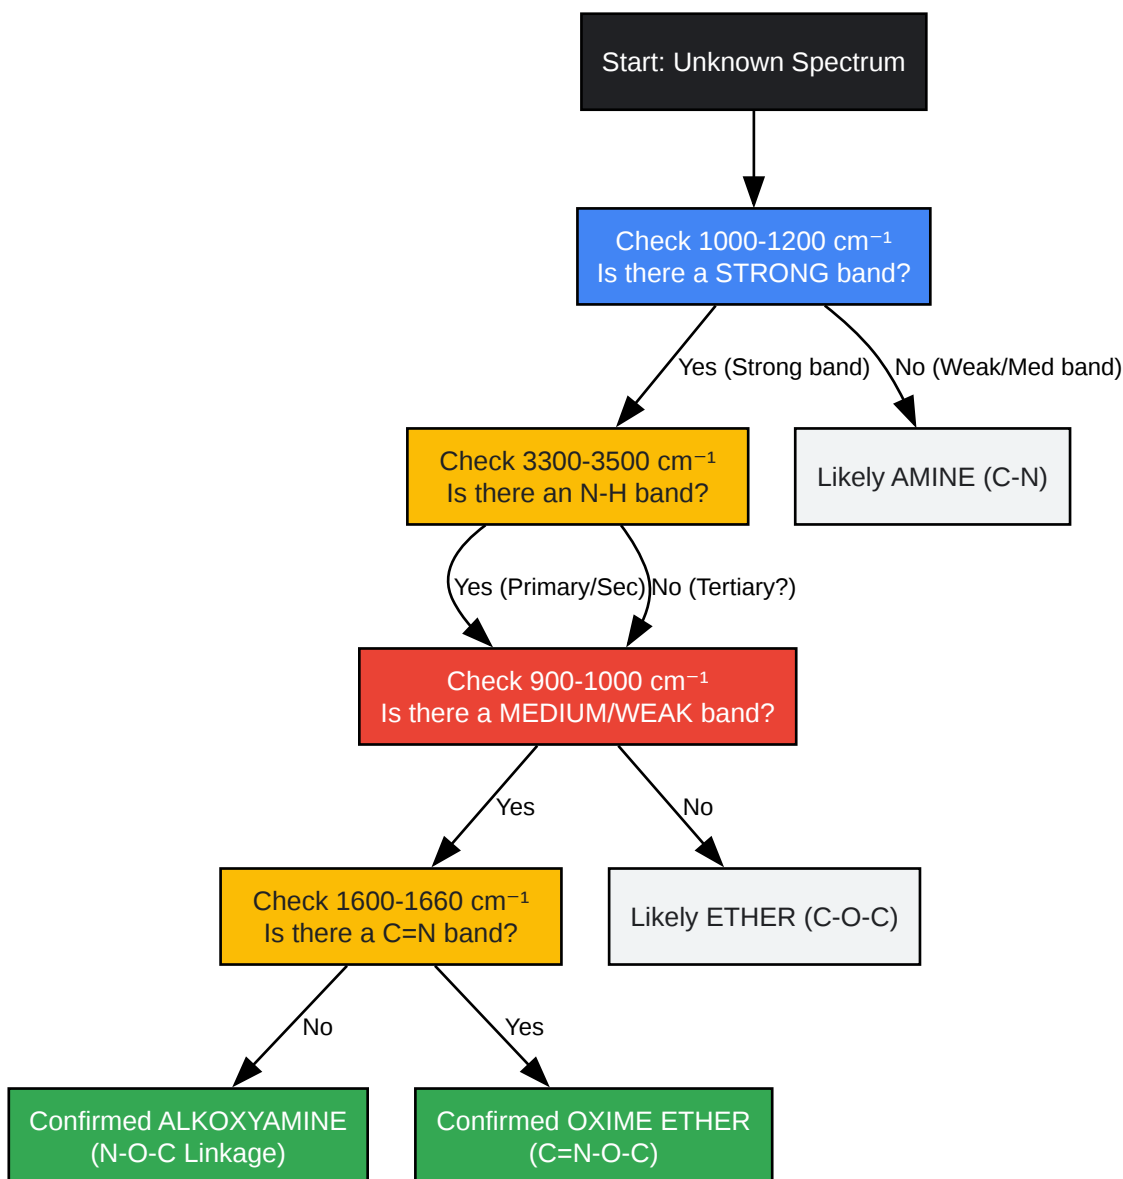 Start: Unknown Spectrum
Check 1000-1200 cm⁻¹
Is there a STRONG band?
Yes (Strong band)
No (Weak/Med band)
Check 3300-3500 cm⁻¹
Is there an N-H band?
Likely AMINE (C-N)
Yes (Primary/Sec)
No (Tertiary?)
Check 900-1000 cm⁻¹
Is there a MEDIUM/WEAK band?
Yes
No
Check 1600-1660 cm⁻¹
Is there a C=N band?
Likely ETHER (C-O-C)
No
Yes
Confirmed ALKOXYAMINE
(N-O-C Linkage)
Confirmed OXIME ETHER
(C=N-O-C)